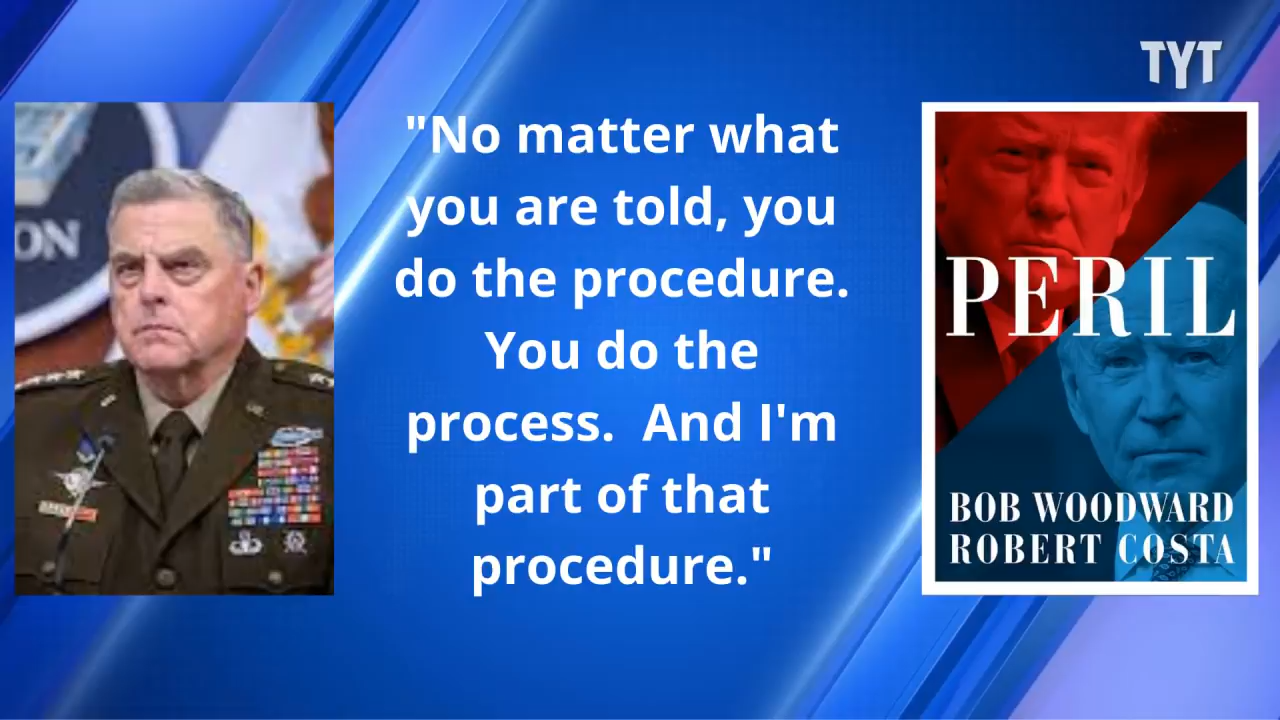 TYT
ON
"No matter what
you are told, you
do the procedure.
You do the
process.  And I'm
part of that
procedure."
PERIL
BOB WOODWARD
ROBERT COSTA